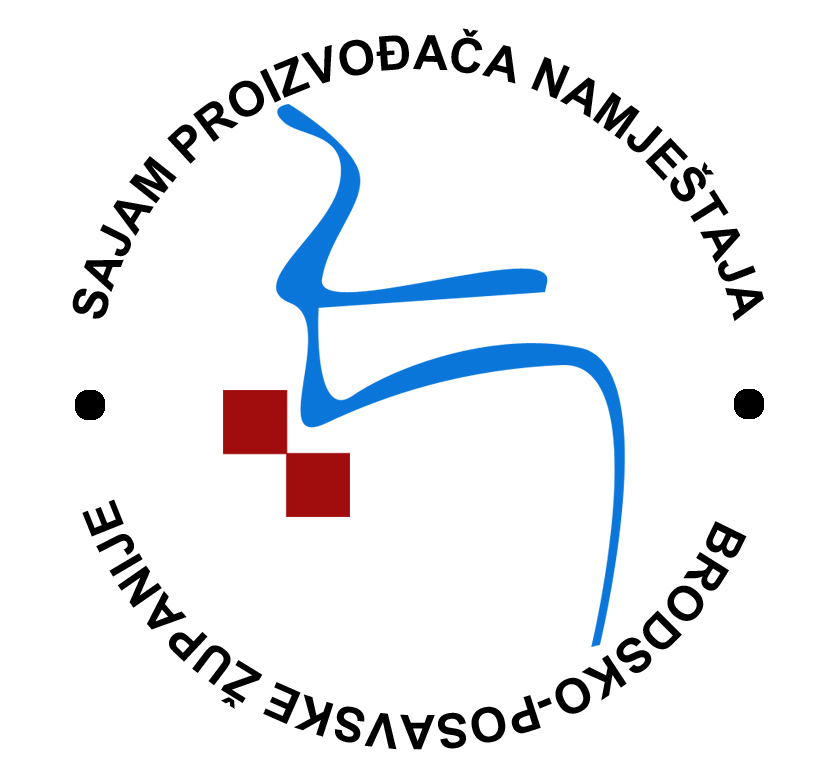 SAJAM PROIZVOĐAČA NAMJEŠTAJA
BRODSKO-POSAVSKE ŽUPANIJE